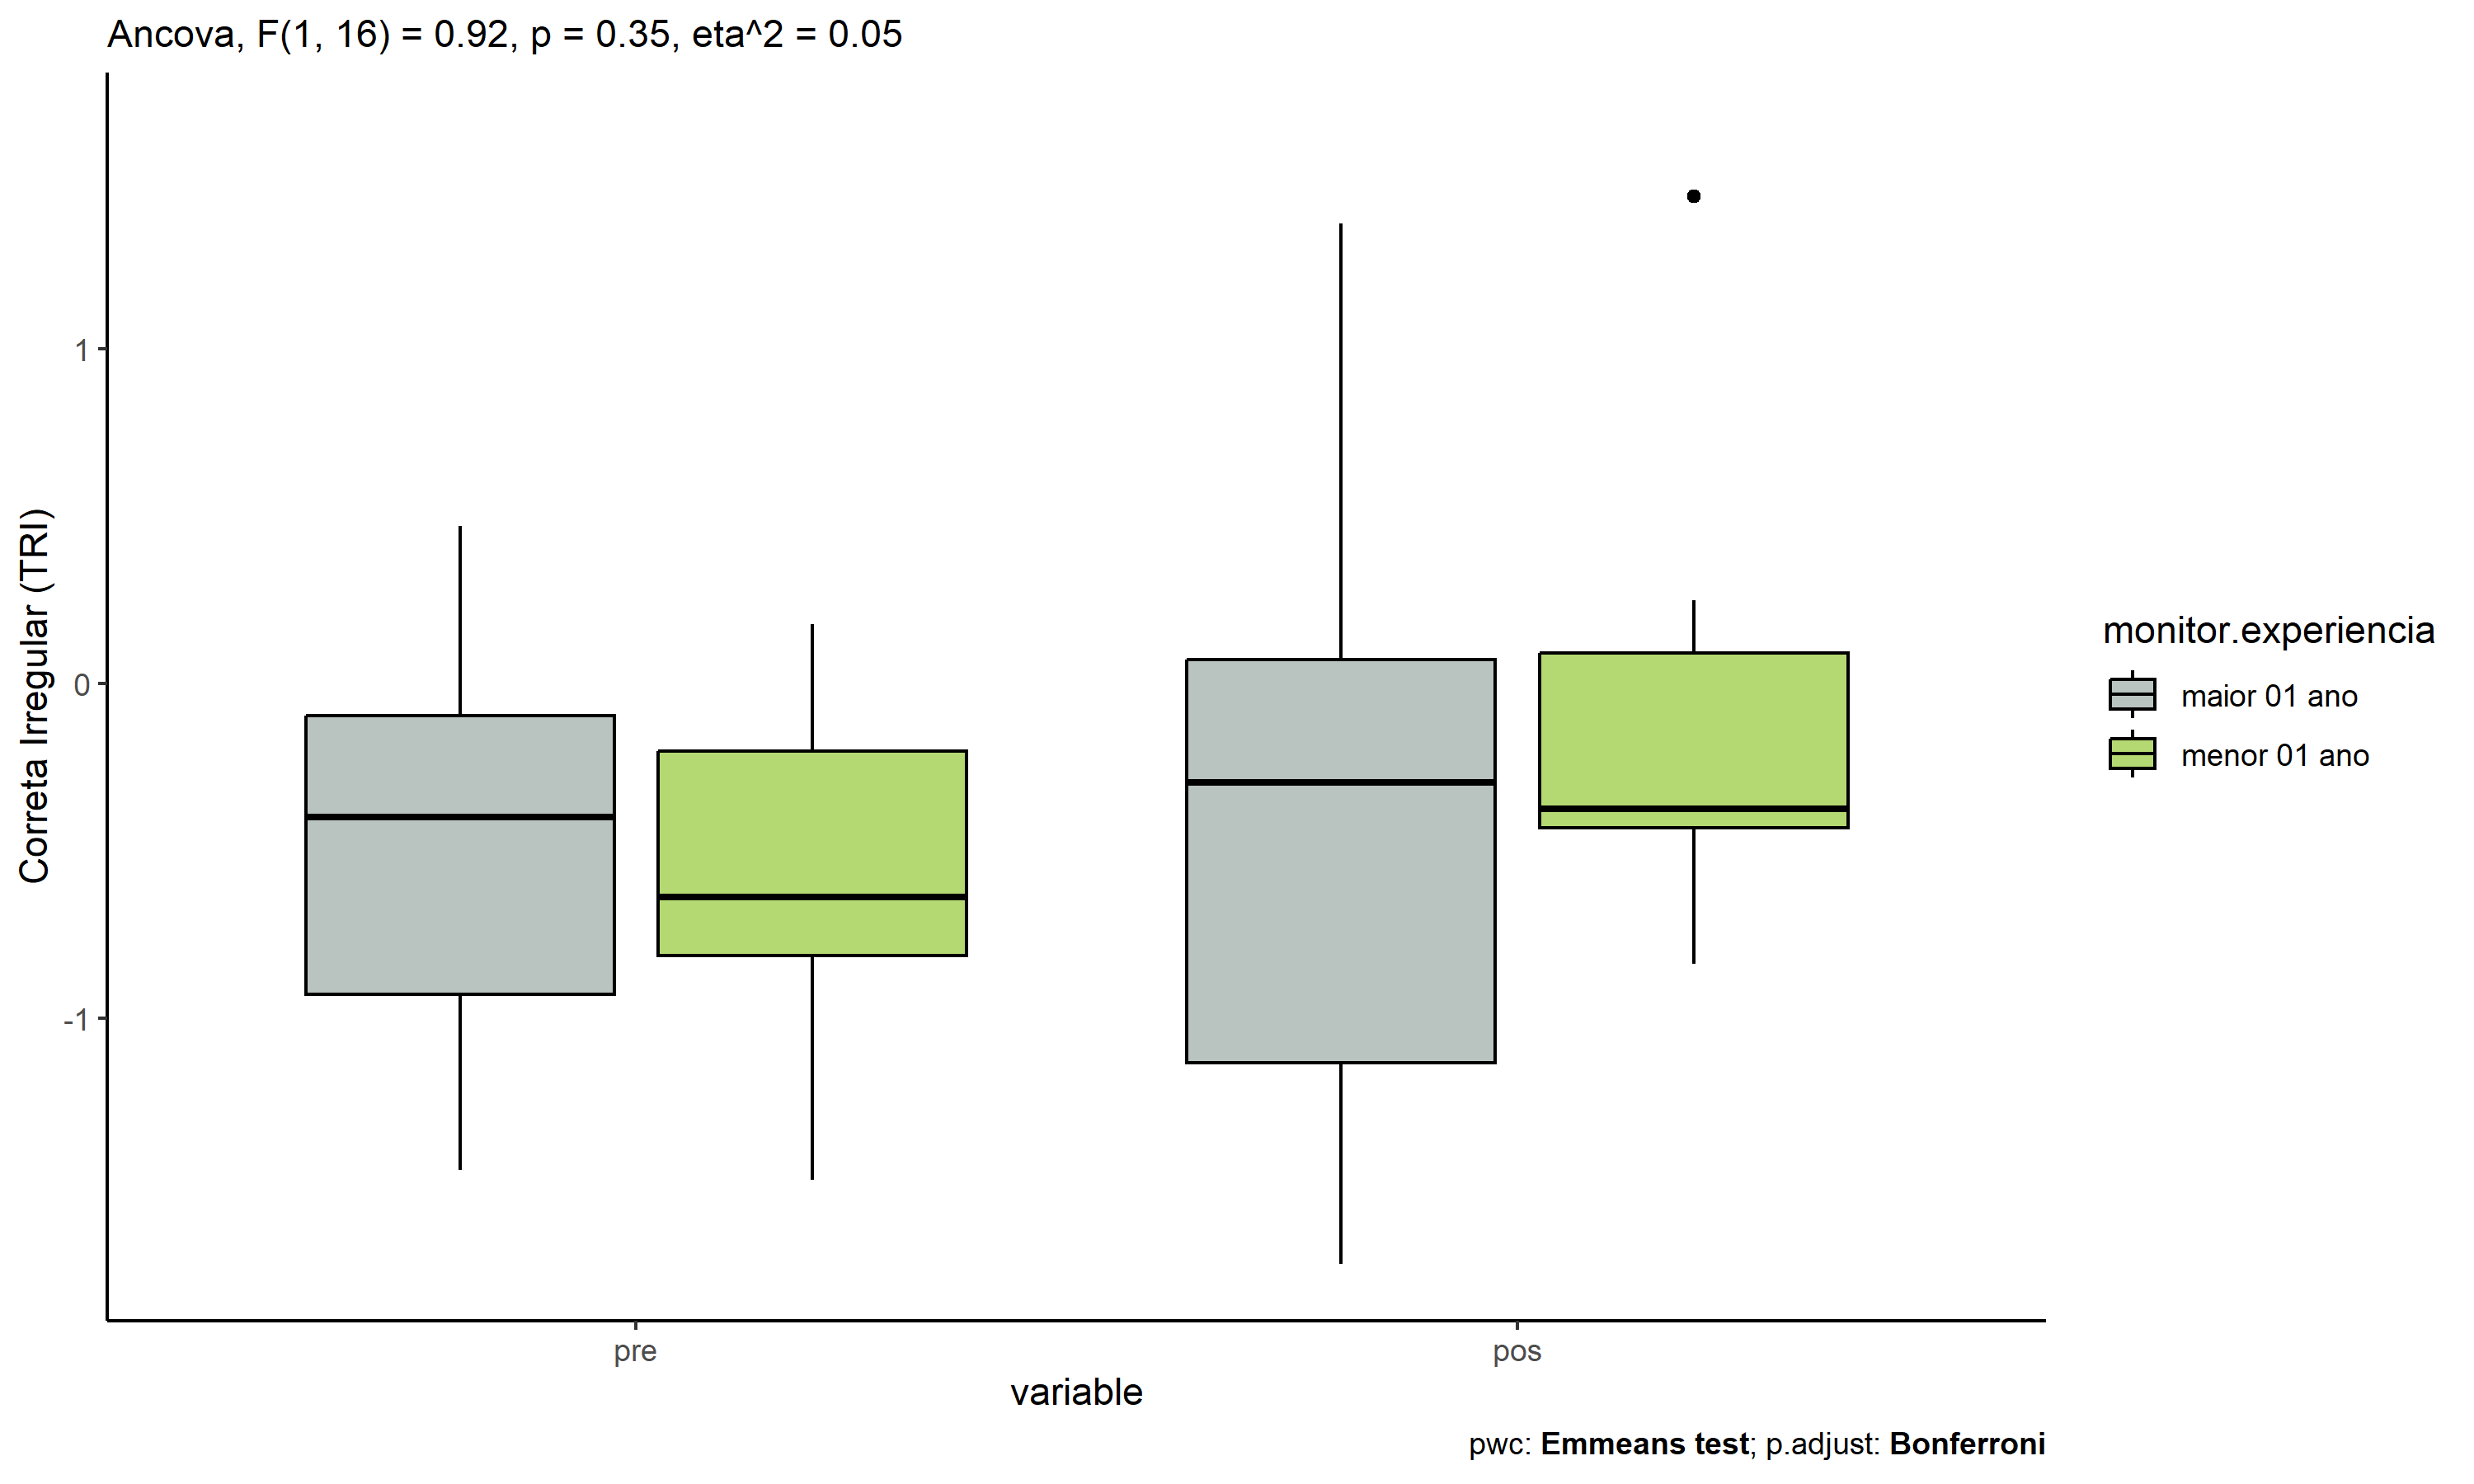 Ancova, F(1, 16) = 0.92, p = 0.35, eta^2 = 0.05
Correta Irregular (TRI)
1
0
-1
pre
pos
variable
monitor.experiencia
maior 01 ano
menor 01 ano
pwc: Emmeans test; p.adjust: Bonferroni